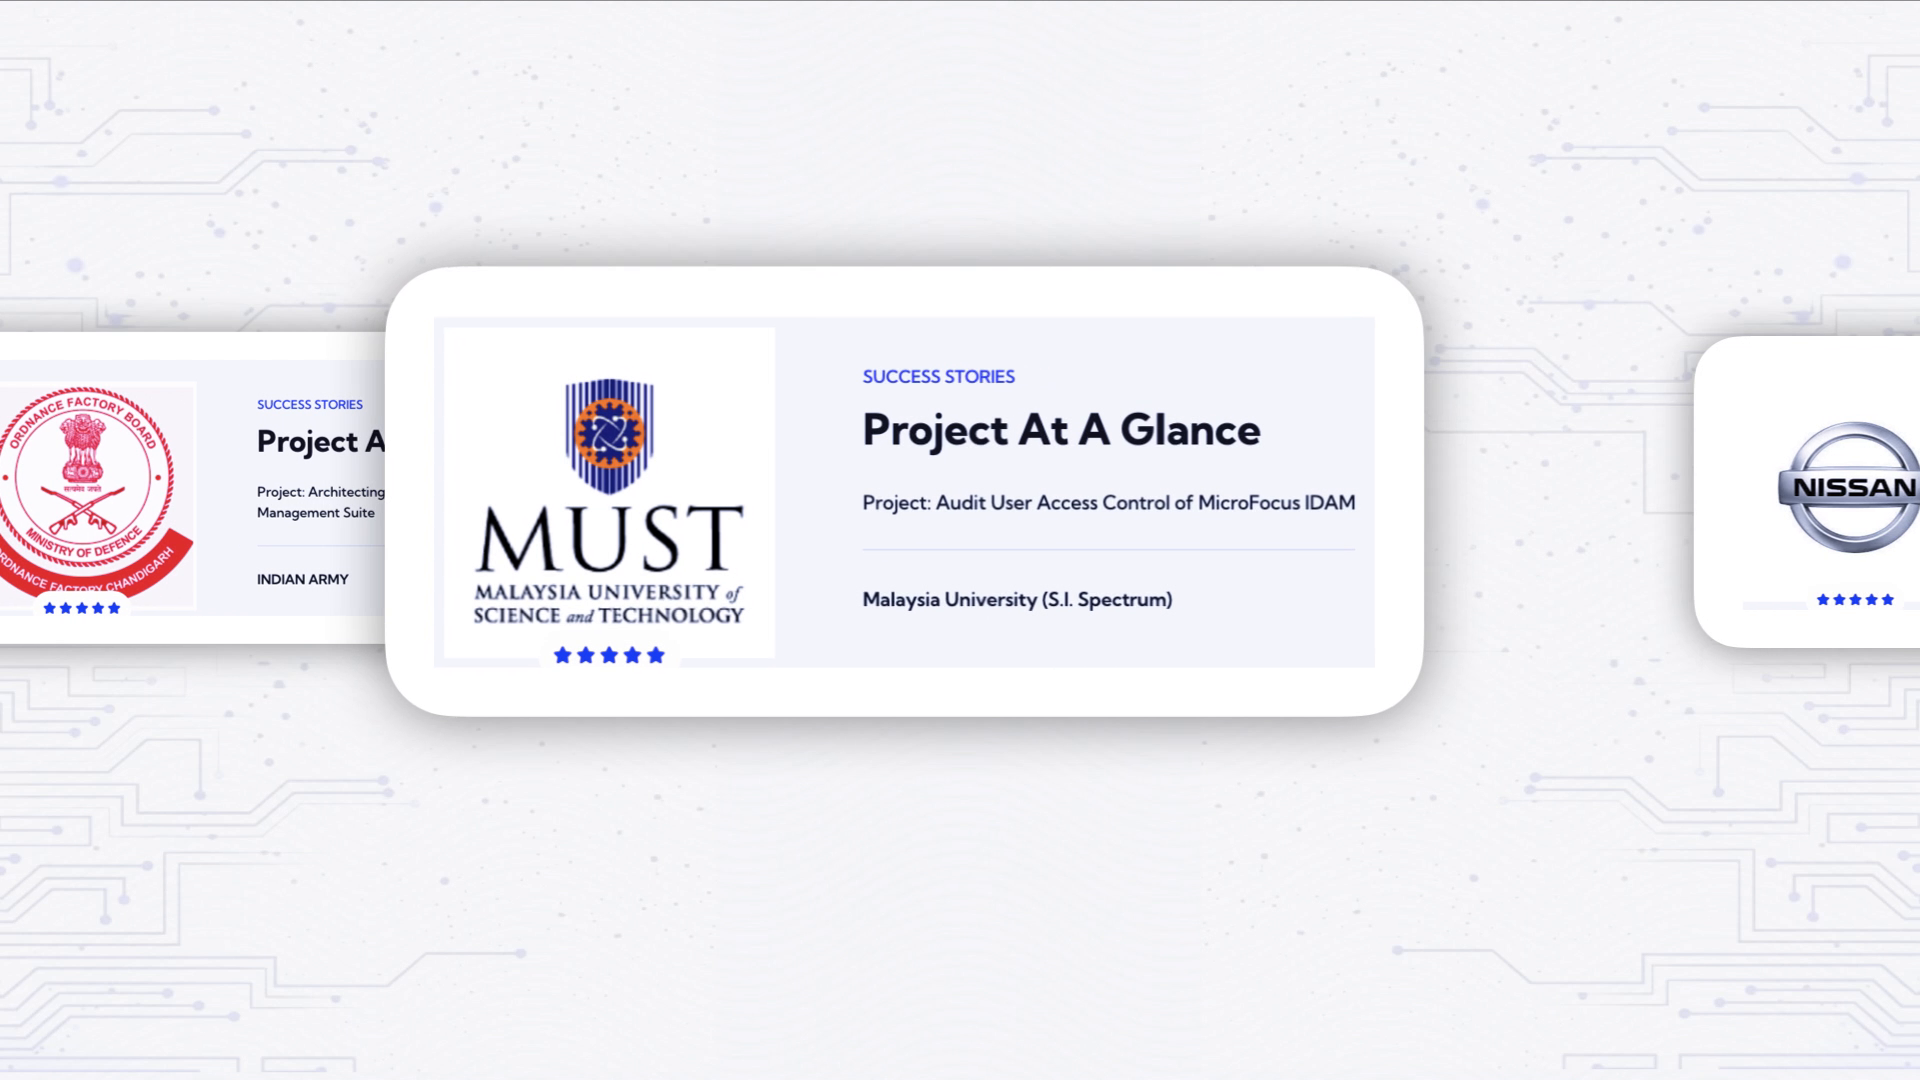 ORDNANCE FACTORY BOARD
सत्यमेव जयते
MINISTRY OF DEFENCE
ORDNANCE FACTORY CHANDIGARH
SUCCESS STORIES
Project A
Project: Architecting
Management Suite
INDIAN ARMY
MUST
MALAYSIA UNIVERSITY of
SCIENCE and TECHNOLOGY
SUCCESS STORIES
Project At A Glance
Project: Audit User Access Control of MicroFocus IDAM
Malaysia University (S.I. Spectrum)
NISSAN